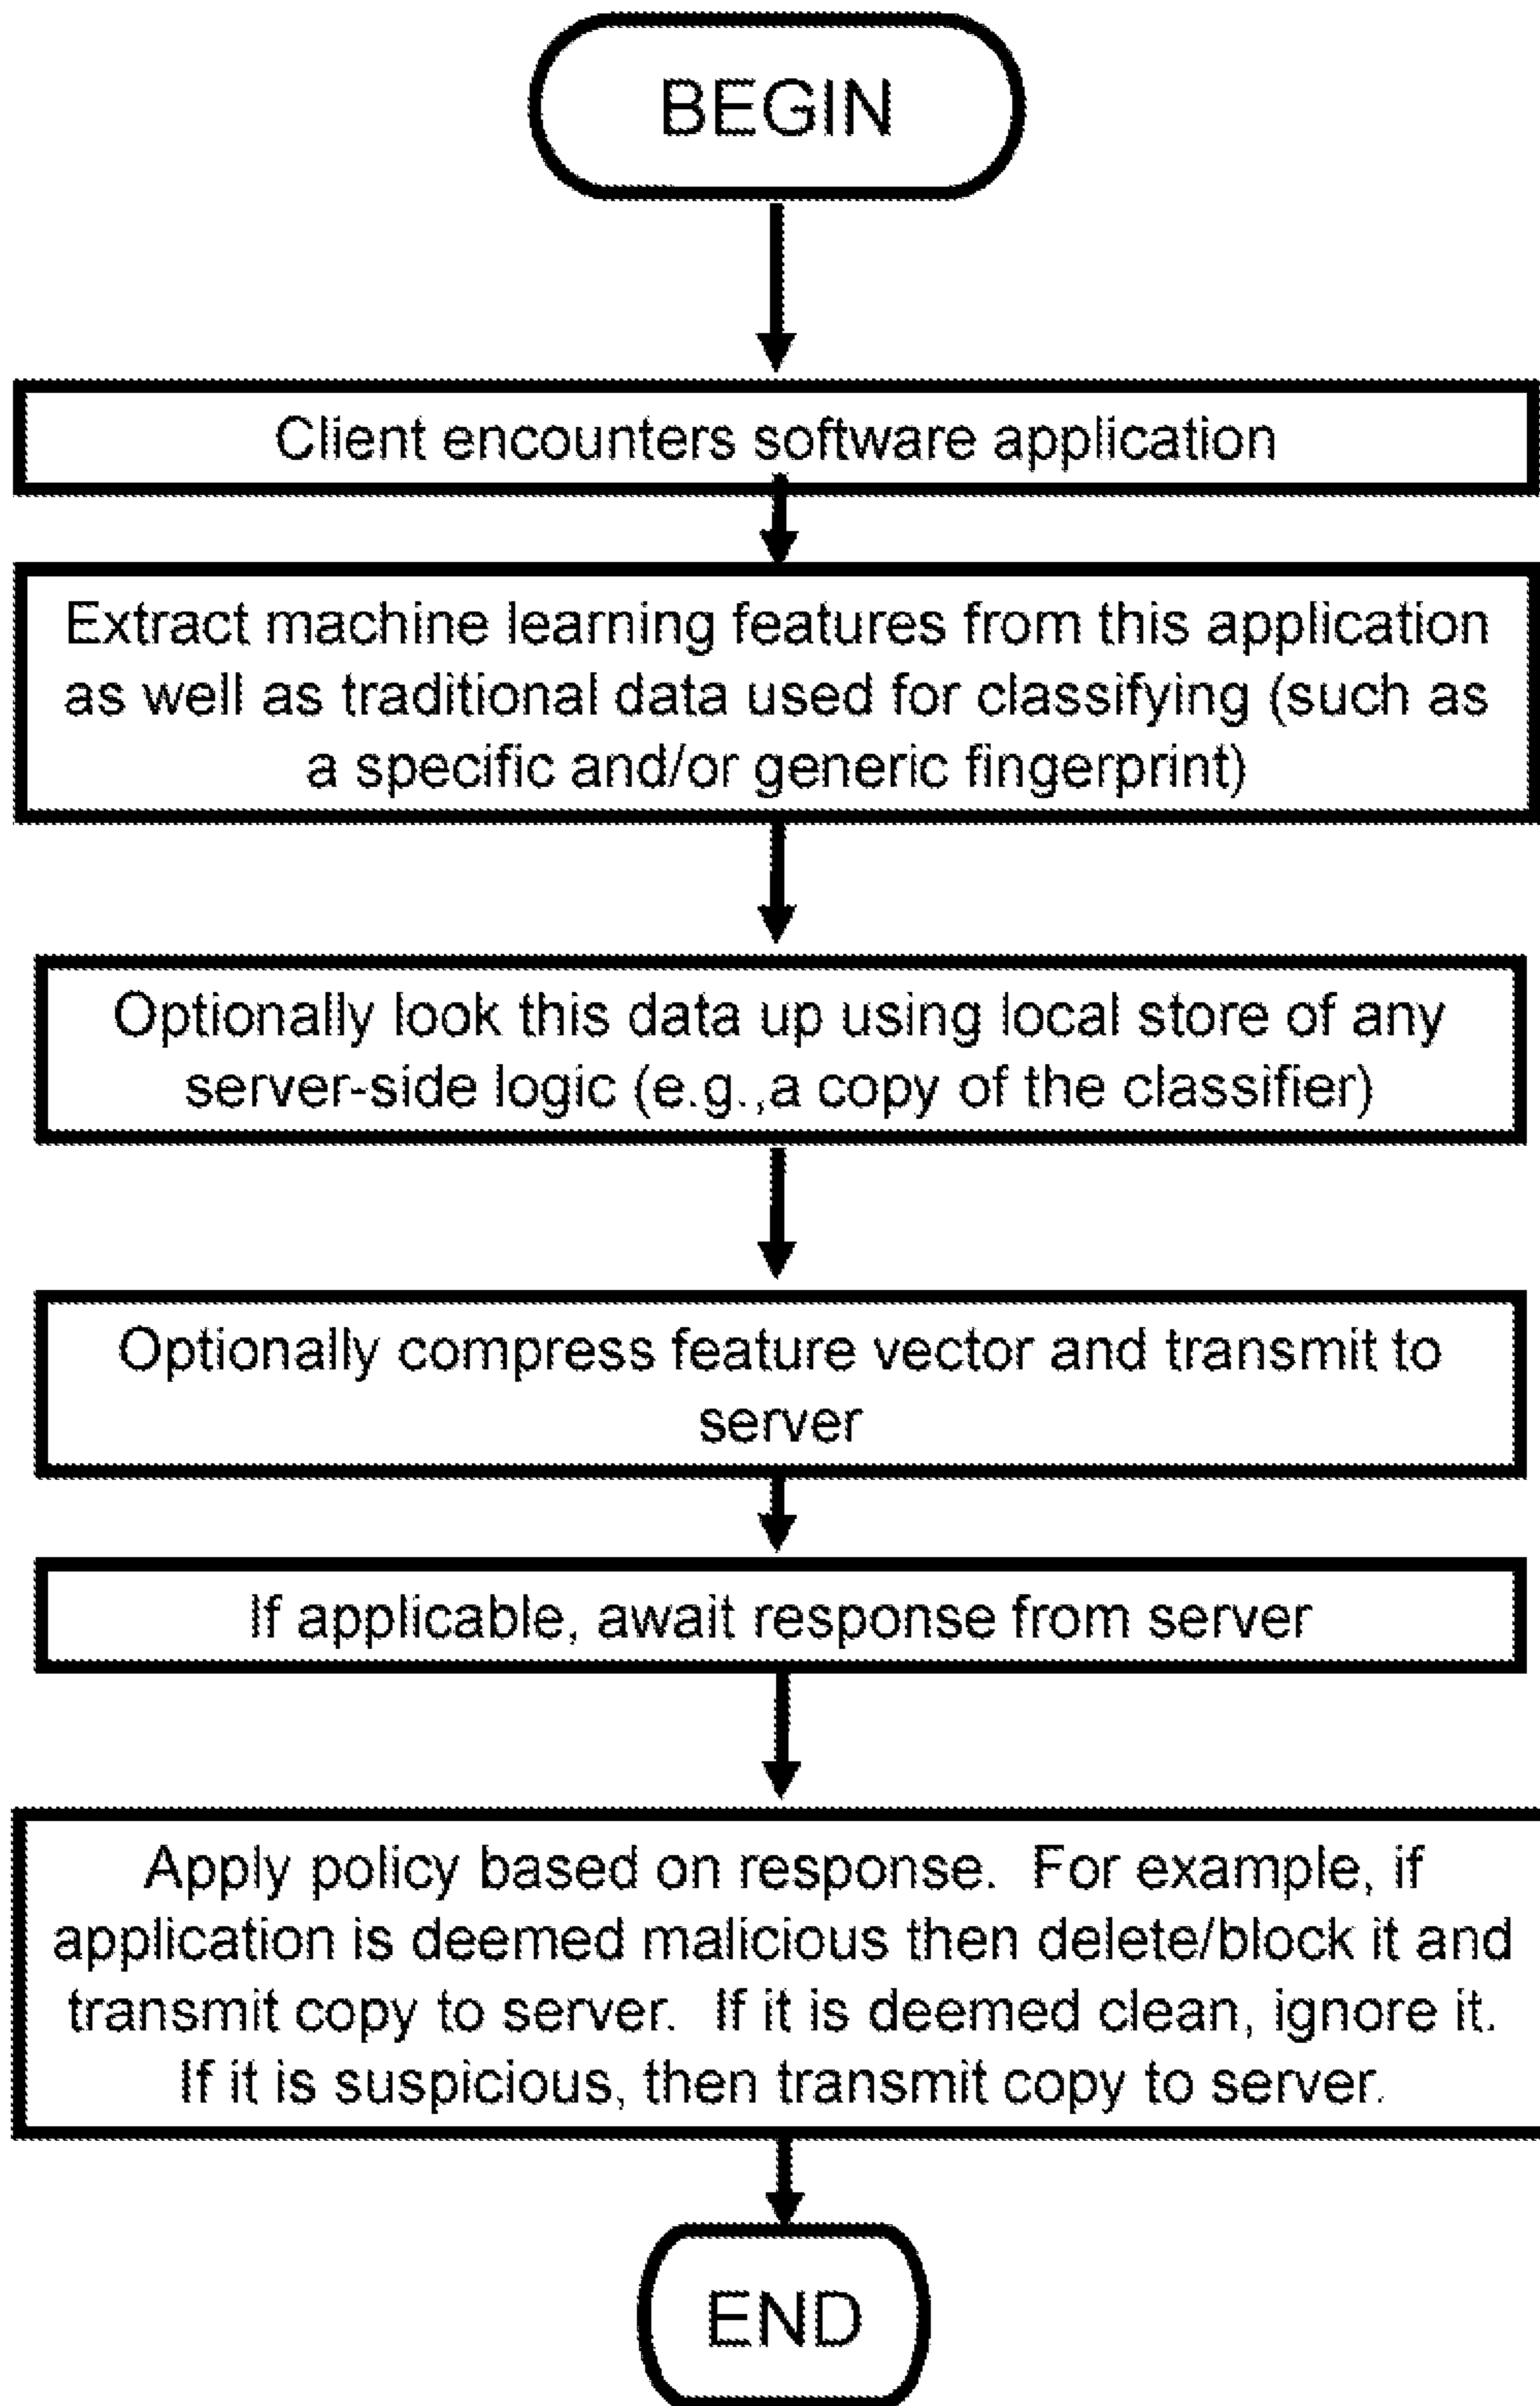 BEGIN
Client encounters software application
Extract machine learning features from this application
as well as traditional data used for classifying (such as
a specific and/or generic fingerprint)
Optionally look this data up using local store of any
server-side logic (e.g.,a copy of the classifier)
Optionally compress feature vector and transmit to
server
If applicable, await response from server
Apply policy based on response. For example, if
application is deemed malicious then delete/block it and
transmit copy to server. If it is deemed clean, ignore it.
If it is suspicious, then transmit copy to server.
END